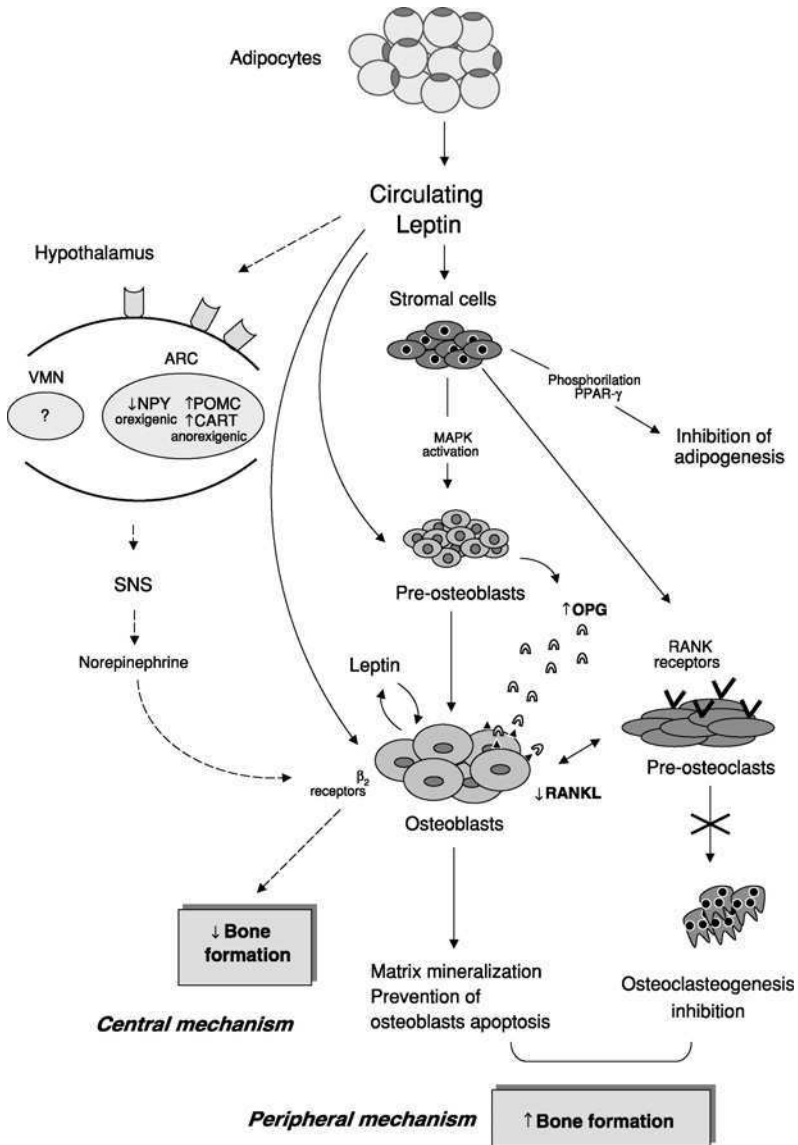 Adipocytes
Circulating
Leptin
Hypothalamus
Stromal cells
VMN
?
ARC
↓NPY ↑POMC
orexigenic ↑CART
anorexigenic
Phosphorilation
PPAR-γ
Inhibition of
adipogenesis
MAPK
activation
Pre-osteoblasts
↑OPG
SNS
Norepinephrine
Leptin
RANK
receptors
β₂
receptors
↓RANKL
Pre-osteoclasts
Osteoblasts
↓Bone
formation
Central mechanism
Matrix mineralization
Prevention of
osteoblasts apoptosis
Osteoclasteogenesis
inhibition
Peripheral mechanism
↑Bone formation